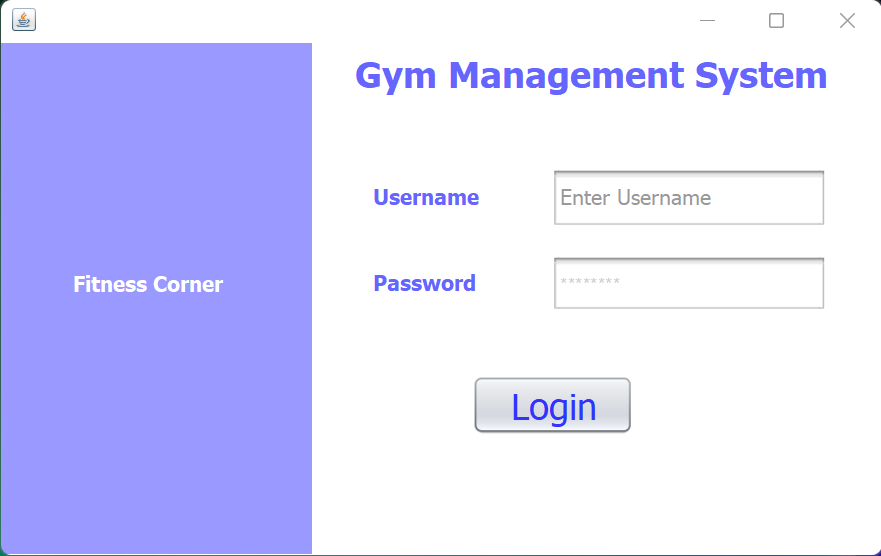 Gym Management System
Username
Enter Username
Fitness Corner
Password
********
Login